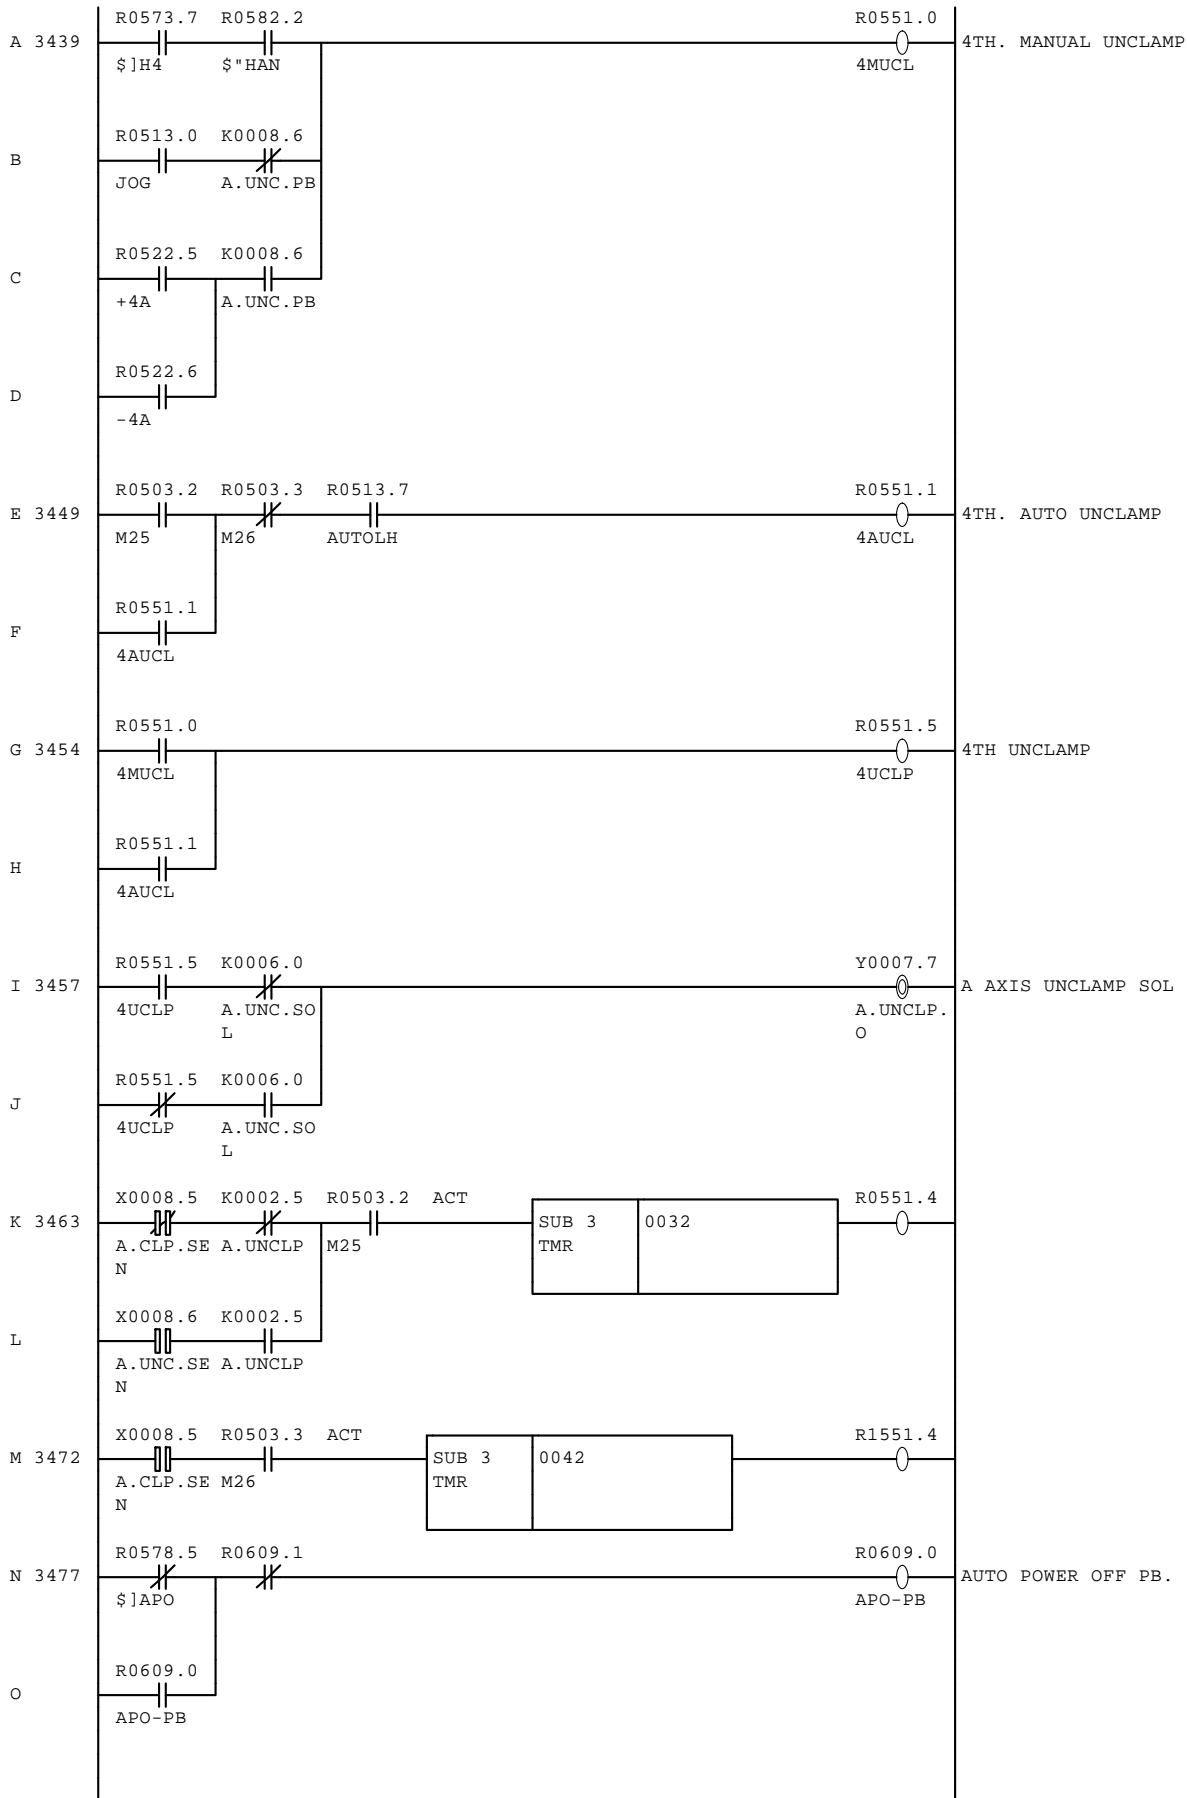 R0573.7 R0582.2 R0551.0
A 3439 4TH. MANUAL UNCLAMP
$]H4 $"HAN 4MUCL
R0513.0 K0008.6
B
JOG A.UNC.PB
R0522.5 K0008.6
C
+4A A.UNC.PB
R0522.6
D
-4A
R0503.2 R0503.3 R0513.7 R0551.1
E 3449 4TH. AUTO UNCLAMP
M25 M26 AUTOLH 4AUCL
R0551.1
F
4AUCL
R0551.0 R0551.5
G 3454 4TH UNCLAMP
4MUCL 4UCLP
R0551.1
H
4AUCL
R0551.5 K0006.0 Y0007.7
I 3457 A AXIS UNCLAMP SOL
4UCLP A.UNC.SO A.UNCLP.
L O
R0551.5 K0006.0
J
4UCLP A.UNC.SO
L
X0008.5 K0002.5 R0503.2 ACT R0551.4
K 3463 SUB 3 0032
A.CLP.SE A.UNCLP M25 TMR
N
X0008.6 K0002.5
L
A.UNC.SE A.UNCLP
N
X0008.5 R0503.3 ACT R1551.4
M 3472 SUB 3 0042
A.CLP.SE M26 TMR
N
R0578.5 R0609.1 R0609.0
N 3477 AUTO POWER OFF PB.
$]APO APO-PB
R0609.0
O
APO-PB